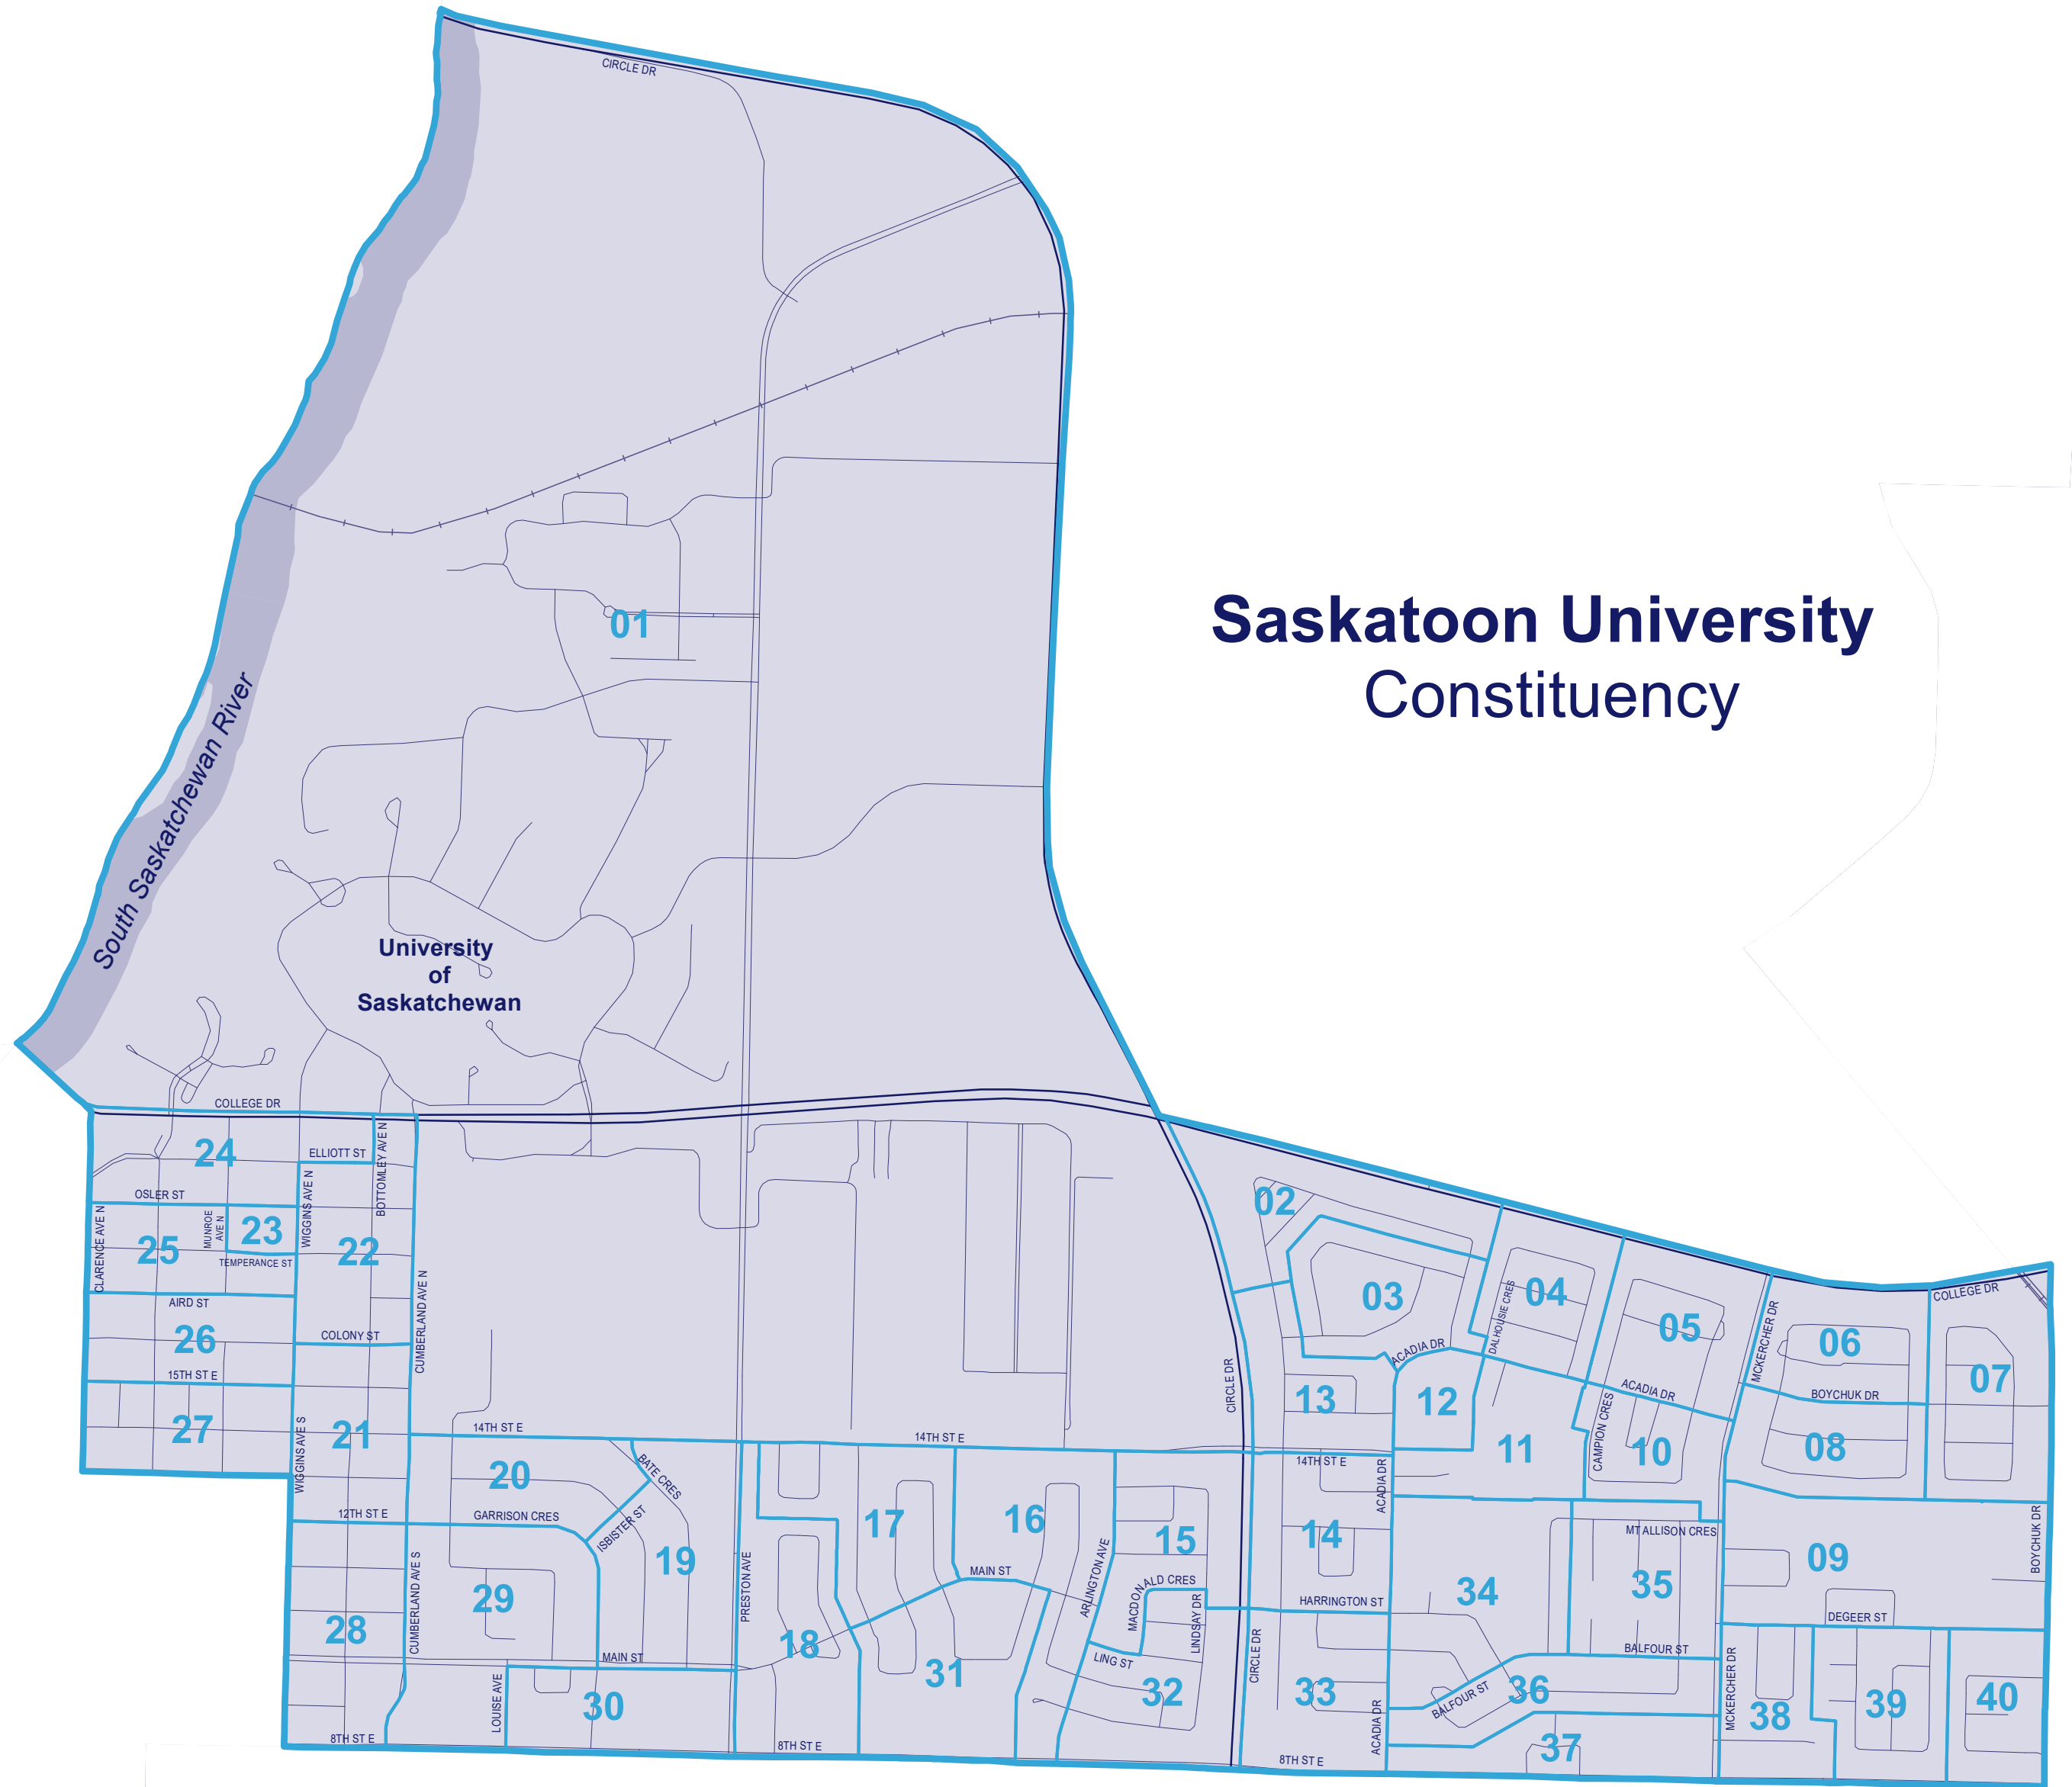 CIRCLE DR
01
Saskatoon University
Constituency
South Saskatchewan River
University
of
Saskatchewan
COLLEGE DR
24
ELLIOTT ST
BOTTOMLEY AVE N
OSLER ST
WIGGINS AVE N
CLARENCE AVE N
MUNROE
AVE N
23
25
22
TEMPERANCE ST
02
03
04
DALHOUSIE CRES
05
MCKERCHER DR
06
COLLEGE DR
07
AIRD ST
26
COLONY ST
CUMBERLAND AVE N
15TH ST E
ACADIA DR
CIRCLE DR
13
12
ACADIA DR
BOYCHUK DR
27
WIGGINS AVE S
21
14TH ST E
14TH ST E
14TH ST E
ACADIA DR
11
CAMPION CRES
10
08
20
BATE CRES
12TH ST E
GARRISON CRES
ISBISTER ST
17
16
15
14
MT ALLISON CRES
09
BOYCHUK DR
19
PRESTON AVE
MAIN ST
ARLINGTON AVE
MACDONALD CRES
LINDSAY DR
HARRINGTON ST
34
35
DEGEER ST
CUMBERLAND AVE S
29
28
18
MAIN ST
LING ST
CIRCLE DR
BALFOUR ST
31
32
33
BALFOUR ST
36
MCKERCHER DR
38
39
40
LOUISE AVE
30
8TH ST E
8TH ST E
8TH ST E
ACADIA DR
37